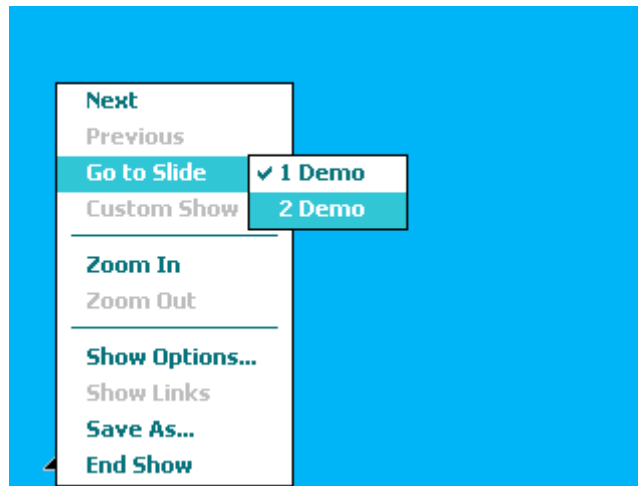 Next
Previous
Go to Slide
✓ 1 Demo
2 Demo
Custom Show
Zoom In
Zoom Out
Show Options...
Show Links
Save As...
End Show